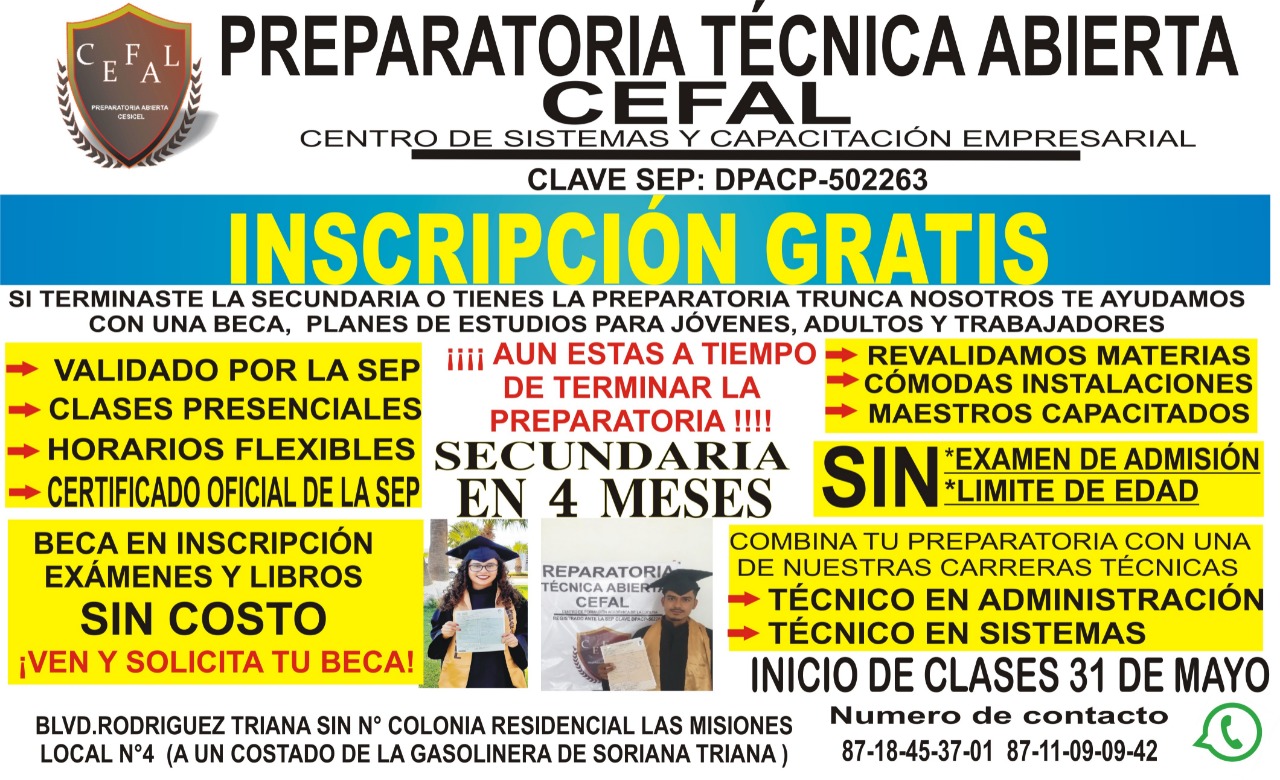 CEFAL
PREPARATORIA ABIERTA
CESICEL
PREPARATORIA TÉCNICA ABIERTA
CEFAL
CENTRO DE SISTEMAS Y CAPACITACIÓN EMPRESARIAL
CLAVE SEP: DPACP-502263
INSCRIPCIÓN GRATIS
SI TERMINASTE LA SECUNDARIA O TIENES LA PREPARATORIA TRUNCA NOSOTROS TE AYUDAMOS
CON UNA BECA, PLANES DE ESTUDIOS PARA JÓVENES, ADULTOS Y TRABAJADORES
VALIDADO POR LA SEP
CLASES PRESENCIALES
HORARIOS FLEXIBLES
CERTIFICADO OFICIAL DE LA SEP
¡¡¡¡ AUN ESTAS A TIEMPO
DE TERMINAR LA
PREPARATORIA !!!!
SECUNDARIA
EN 4 MESES
REVALIDAMOS MATERIAS
CÓMODAS INSTALACIONES
MAESTROS CAPACITADOS
SIN
*EXAMEN DE ADMISIÓN
*LIMITE DE EDAD
BECA EN INSCRIPCIÓN
EXÁMENES Y LIBROS
SIN COSTO
¡VEN Y SOLICITA TU BECA!
REPARATORIA
TÉCNICA ABIERTA
CEFAL
COMBINA TU PREPARATORIA CON UNA
DE NUESTRAS CARRERAS TÉCNICAS
TÉCNICO EN ADMINISTRACIÓN
TÉCNICO EN SISTEMAS
INICIO DE CLASES 31 DE MAYO
BLVD.RODRIGUEZ TRIANA SIN N° COLONIA RESIDENCIAL LAS MISIONES
LOCAL N°4 (A UN COSTADO DE LA GASOLINERA DE SORIANA TRIANA )
Numero de contacto
87-18-45-37-01 87-11-09-09-42